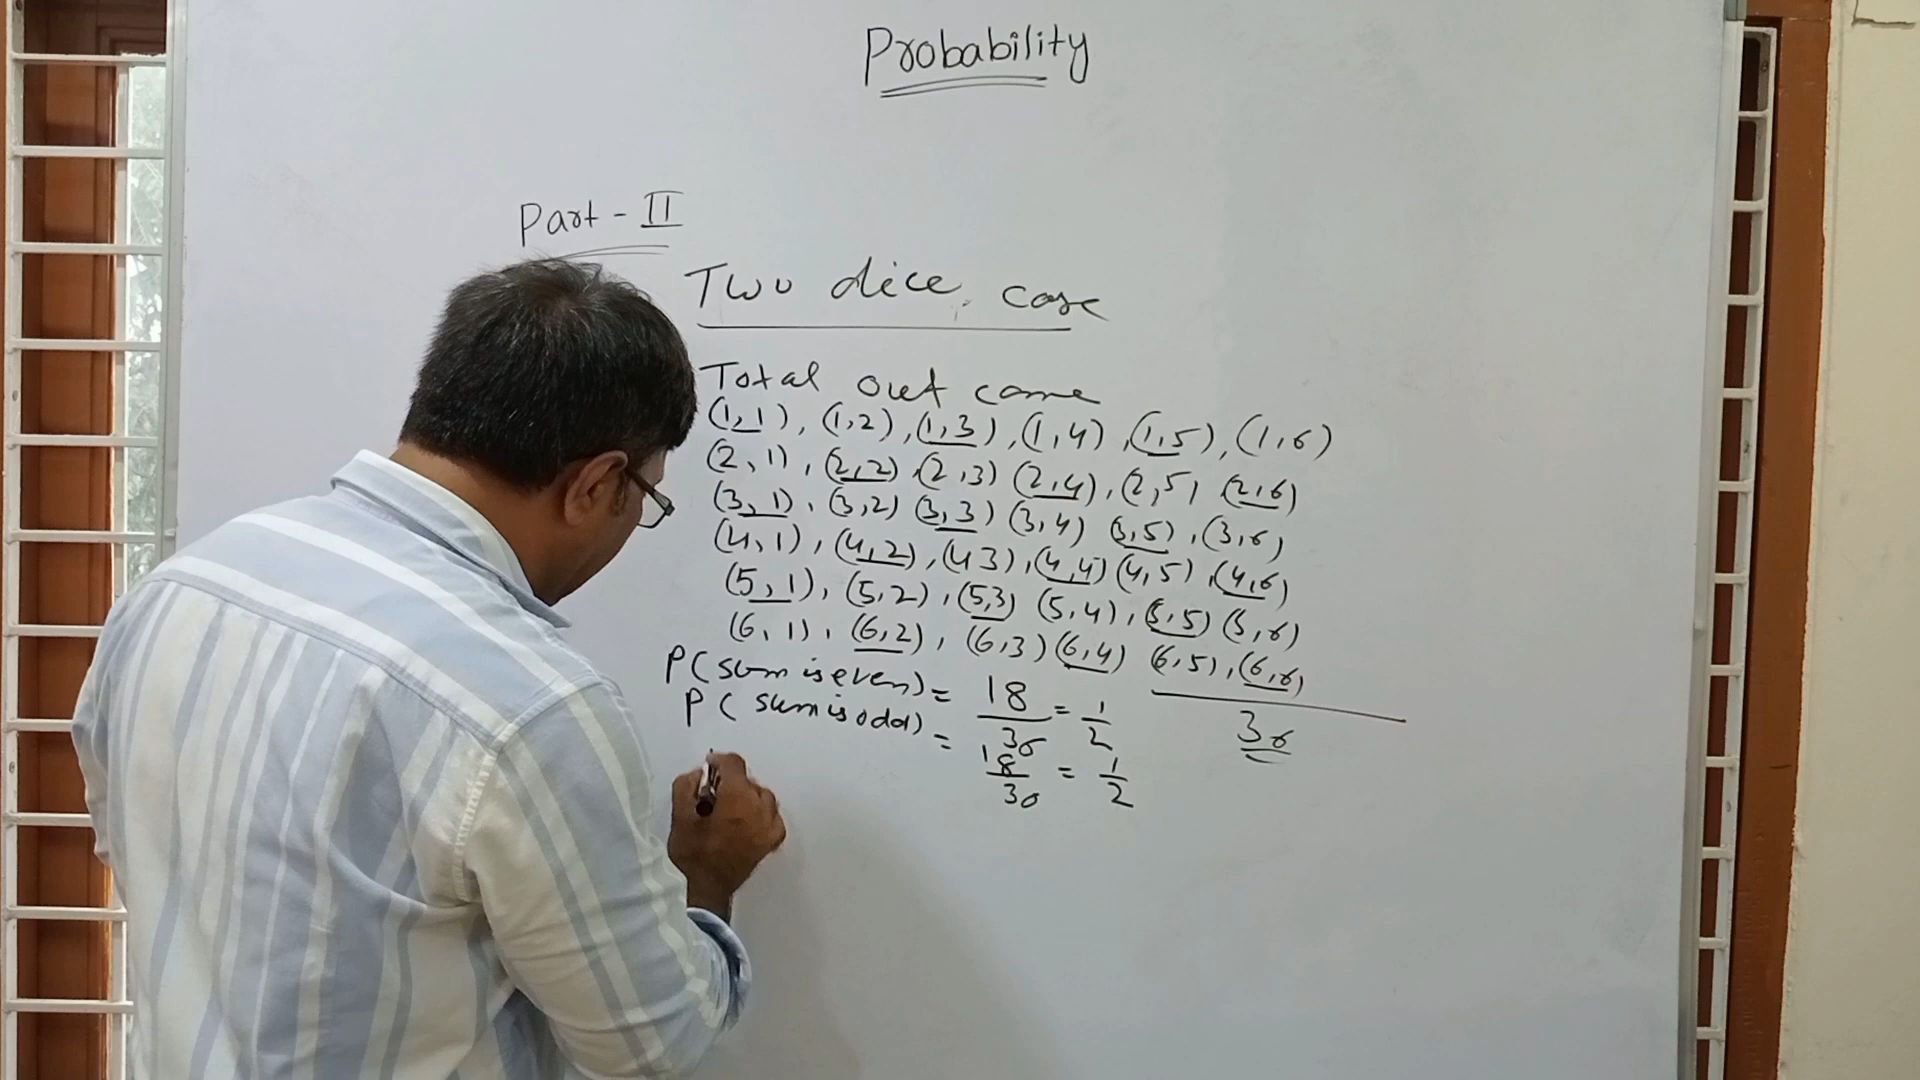 Probability
Part - II
Two dice case
Total out come
(1,1), (1,2), (1,3), (1,4), (1,5), (1,6)
(2,1), (2,2), (2,3) (2,4), (2,5) (2,6)
(3,1), (3,2) (3,3) (3,4) (3,5), (3,6)
(4,1), (4,2), (4 3), (4,4) (4,5), (4,6)
(5,1), (5,2), (5,3) (5,4), (5,5) (5,6)
(6,1), (6,2), (6,3) (6,4) (6,5), (6,6)
P(sum is even) = 18/36 = 1/2
36
P( sum is odd) = 18/36 = 1/2